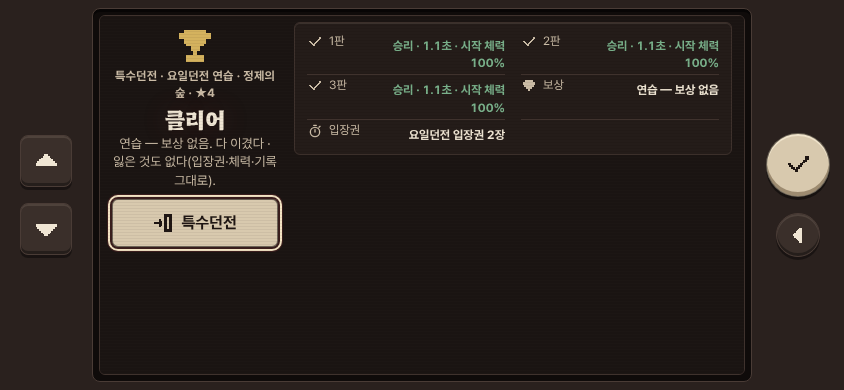 특수던전 · 요일던전 연습 · 정제의
숲 · ★4
클리어
연습 — 보상 없음. 다 이겼다 ·
잃은 것도 없다(입장권·체력·기록
그대로).
특수던전
1판 승리 · 1.1초 · 시작 체력
100%
2판 승리 · 1.1초 · 시작 체력
100%
3판 승리 · 1.1초 · 시작 체력
100%
보상 연습 — 보상 없음
입장권 요일던전 입장권 2장